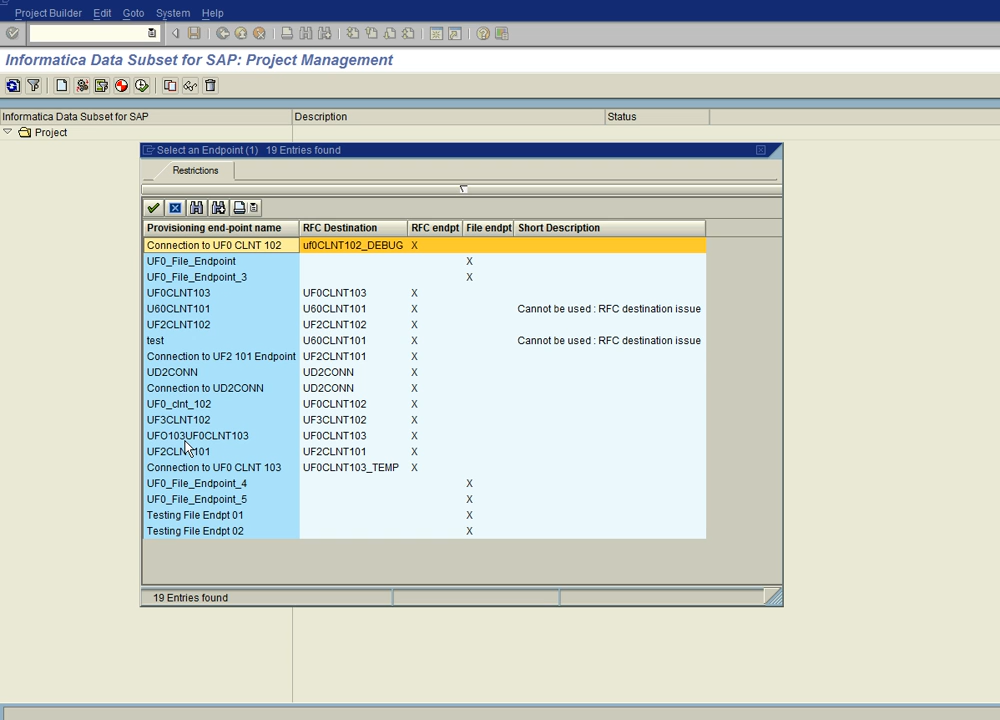 Project Builder Edit Goto System Help
Informatica Data Subset for SAP: Project Management
Informatica Data Subset for SAP Description Status
Project
Select an Endpoint (1) 19 Entries found
Restrictions
Provisioning end-point name RFC Destination RFC endpt File endpt Short Description
Connection to UF0 CLNT 102 uf0CLNT102_DEBUG X
UF0_File_Endpoint X
UF0_File_Endpoint_3 X
UF0CLNT103 UF0CLNT103 X
U60CLNT101 U60CLNT101 X Cannot be used : RFC destination issue
UF2CLNT102 UF2CLNT102 X
test U60CLNT101 X Cannot be used : RFC destination issue
Connection to UF2 101 Endpoint UF2CLNT101 X
UD2CONN UD2CONN X
Connection to UD2CONN UD2CONN X
UF0_clnt_102 UF0CLNT102 X
UF3CLNT102 UF3CLNT102 X
UFO103UF0CLNT103 UF0CLNT103 X
UF2CLNT101 UF2CLNT101 X
Connection to UF0 CLNT 103 UF0CLNT103_TEMP X
UF0_File_Endpoint_4 X
UF0_File_Endpoint_5 X
Testing File Endpt 01 X
Testing File Endpt 02 X
19 Entries found